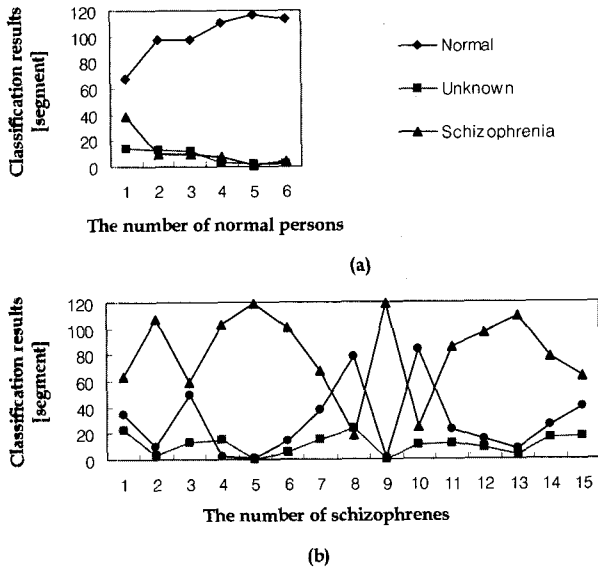 Classification results
[segment]
120
100
80
60
40
20
0
1 2 3 4 5 6
The number of normal persons
Normal
Unknown
Schizophrenia
(a)
Classification results
[segment]
120
100
80
60
40
20
0
1 2 3 4 5 6 7 8 9 10 11 12 13 14 15
The number of schizophrenes
(b)